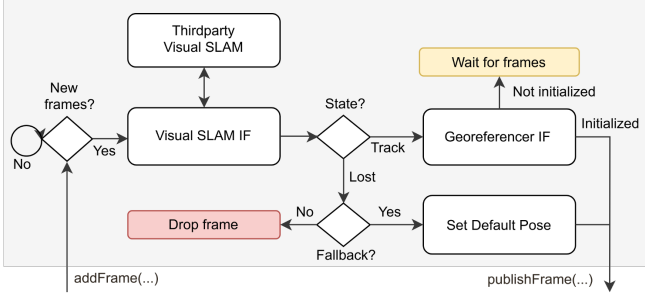 Thirdparty
Visual SLAM
Wait for frames
New
frames?
State?
Not initialized
Visual SLAM IF
Georeferencer IF
Initialized
No
Yes
Track
Lost
Drop frame
No
Yes
Set Default Pose
Fallback?
addFrame(...)
publishFrame(...)